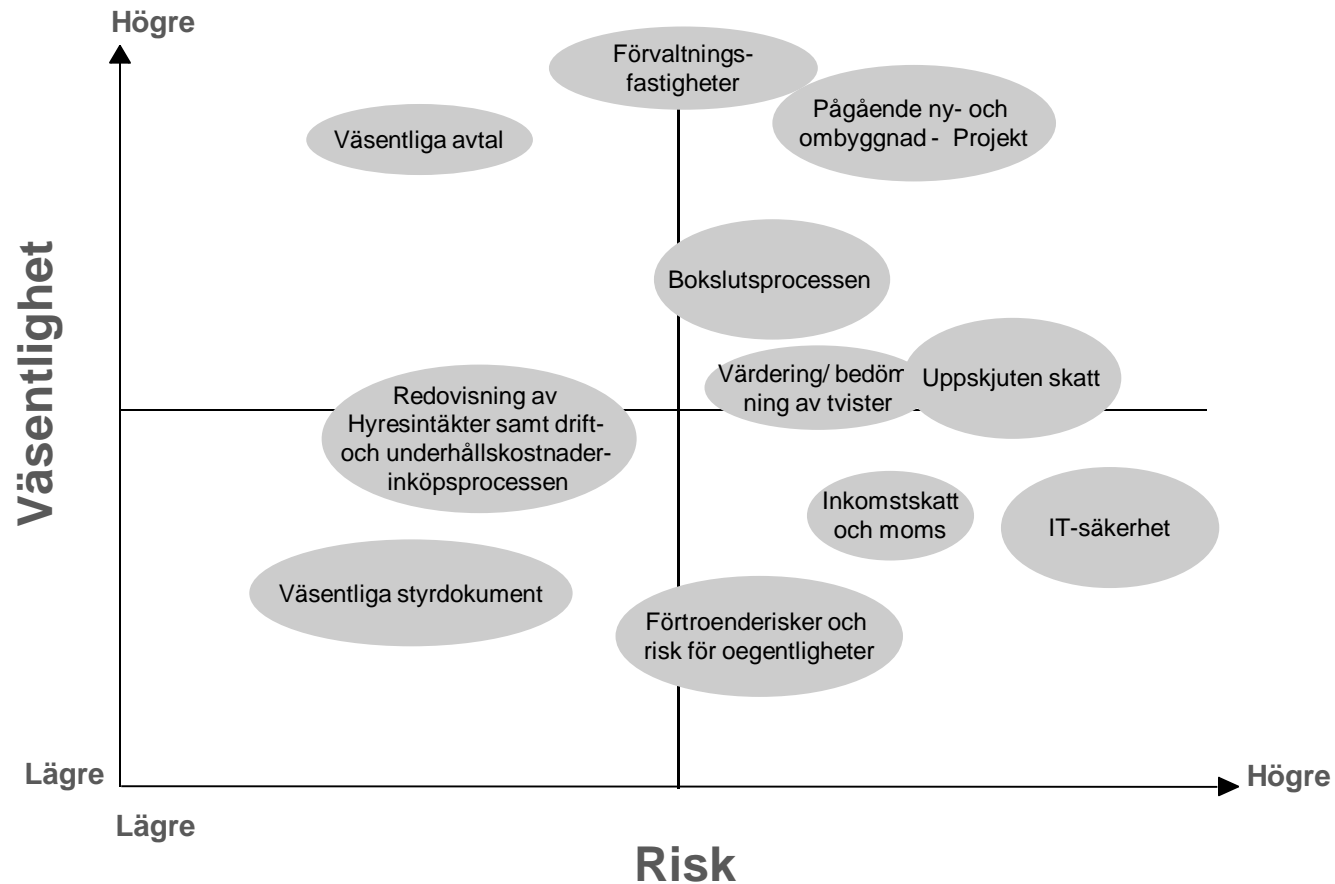 Högre
Förvaltnings-
fastigheter
Pågående ny- och
ombyggnad - Projekt
Väsentliga avtal
Väsentlighet
Bokslutsprocessen
Värdering/ bedöm
ning av tvister
Uppskjuten skatt
Redovisning av
Hyresintäkter samt drift-
och underhållskostnader-
inköpsprocessen
Inkomstskatt
och moms
IT-säkerhet
Väsentliga styrdokument
Förtroenderisker och
risk för oegentligheter
Lägre
Högre
Lägre
Risk